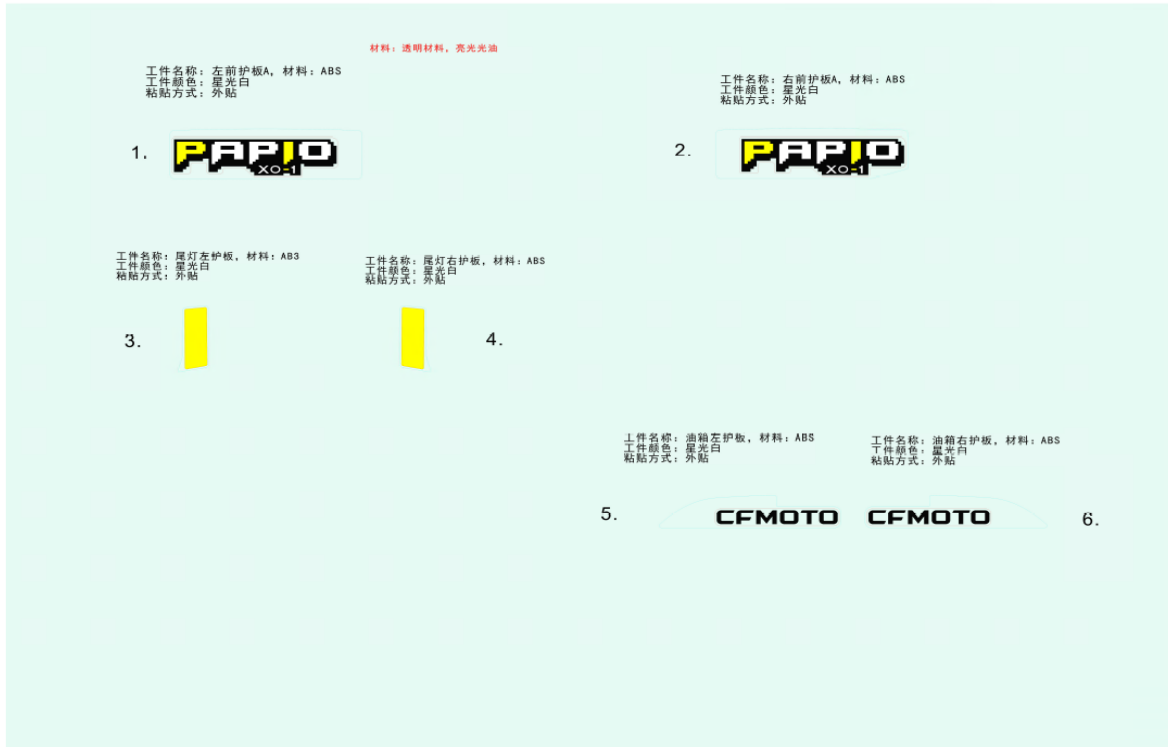 材料：透明材料，亮光光油
工件名称：左前护板A，材料：ABS
工件颜色：星光白
粘贴方式：外贴
工件名称：右前护板A，材料：ABS
工件颜色：星光白
粘贴方式：外贴
1.
PAPIO
XO-1
2.
PAPIO
XO-1
工件名称：尾灯左护板，材料：AB3
工件颜色：星光白
粘贴方式：外贴
工件名称：尾灯右护板，材料：ABS
工件颜色：星光白
粘贴方式：外贴
3.
4.
工件名称：油箱左护板，材料：ABS
工件颜色：星光白
粘贴方式：外贴
工件名称：油箱右护板，材料：ABS
工件颜色：星光白
粘贴方式：外贴
5.
CFMOTO
CFMOTO
6.